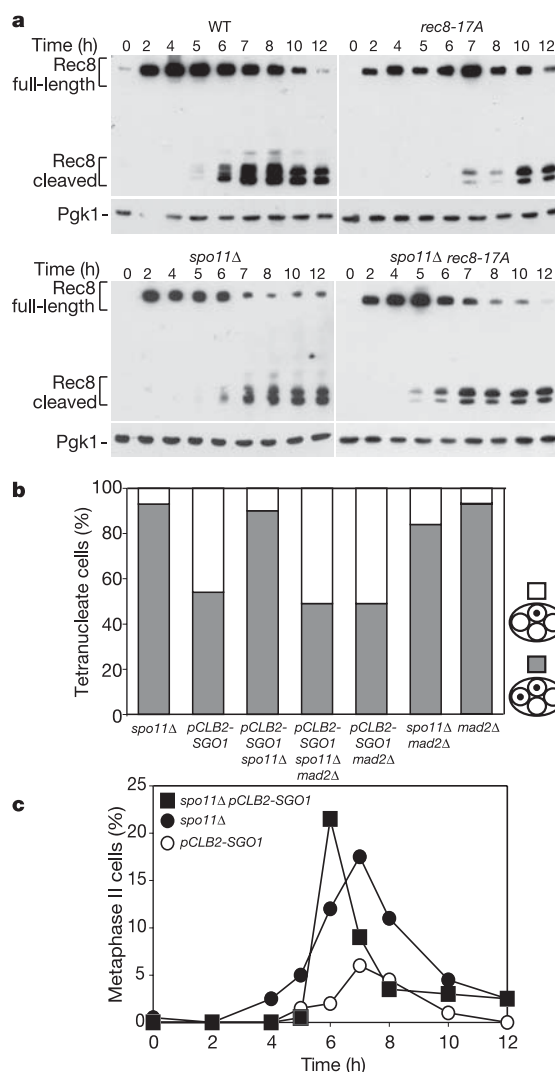 a
WT
rec8-17A
Time (h) 0 2 4 5 6 7 8 10 12 0 2 4 5 6 7 8 10 12
Rec8
full-length
Rec8
cleaved
Pgk1-
spo11Δ
spo11Δ rec8-17A
Time (h) 0 2 4 5 6 7 8 10 12 0 2 4 5 6 7 8 10 12
Rec8
full-length
Rec8
cleaved
Pgk1-
b
Tetranucleate cells (%)
100
80
60
40
20
0
spo11Δ
pCLB2-
SGO1
pCLB2-
SGO1
spo11Δ
pCLB2-
SGO1
spo11Δ
mad2Δ
pCLB2-
SGO1
mad2Δ
spo11Δ
mad2Δ
mad2Δ
c
Metaphase II cells (%)
25
20
15
10
5
0
spo11Δ pCLB2-SGO1
spo11Δ
pCLB2-SGO1
0 2 4 6 8 10 12
Time (h)